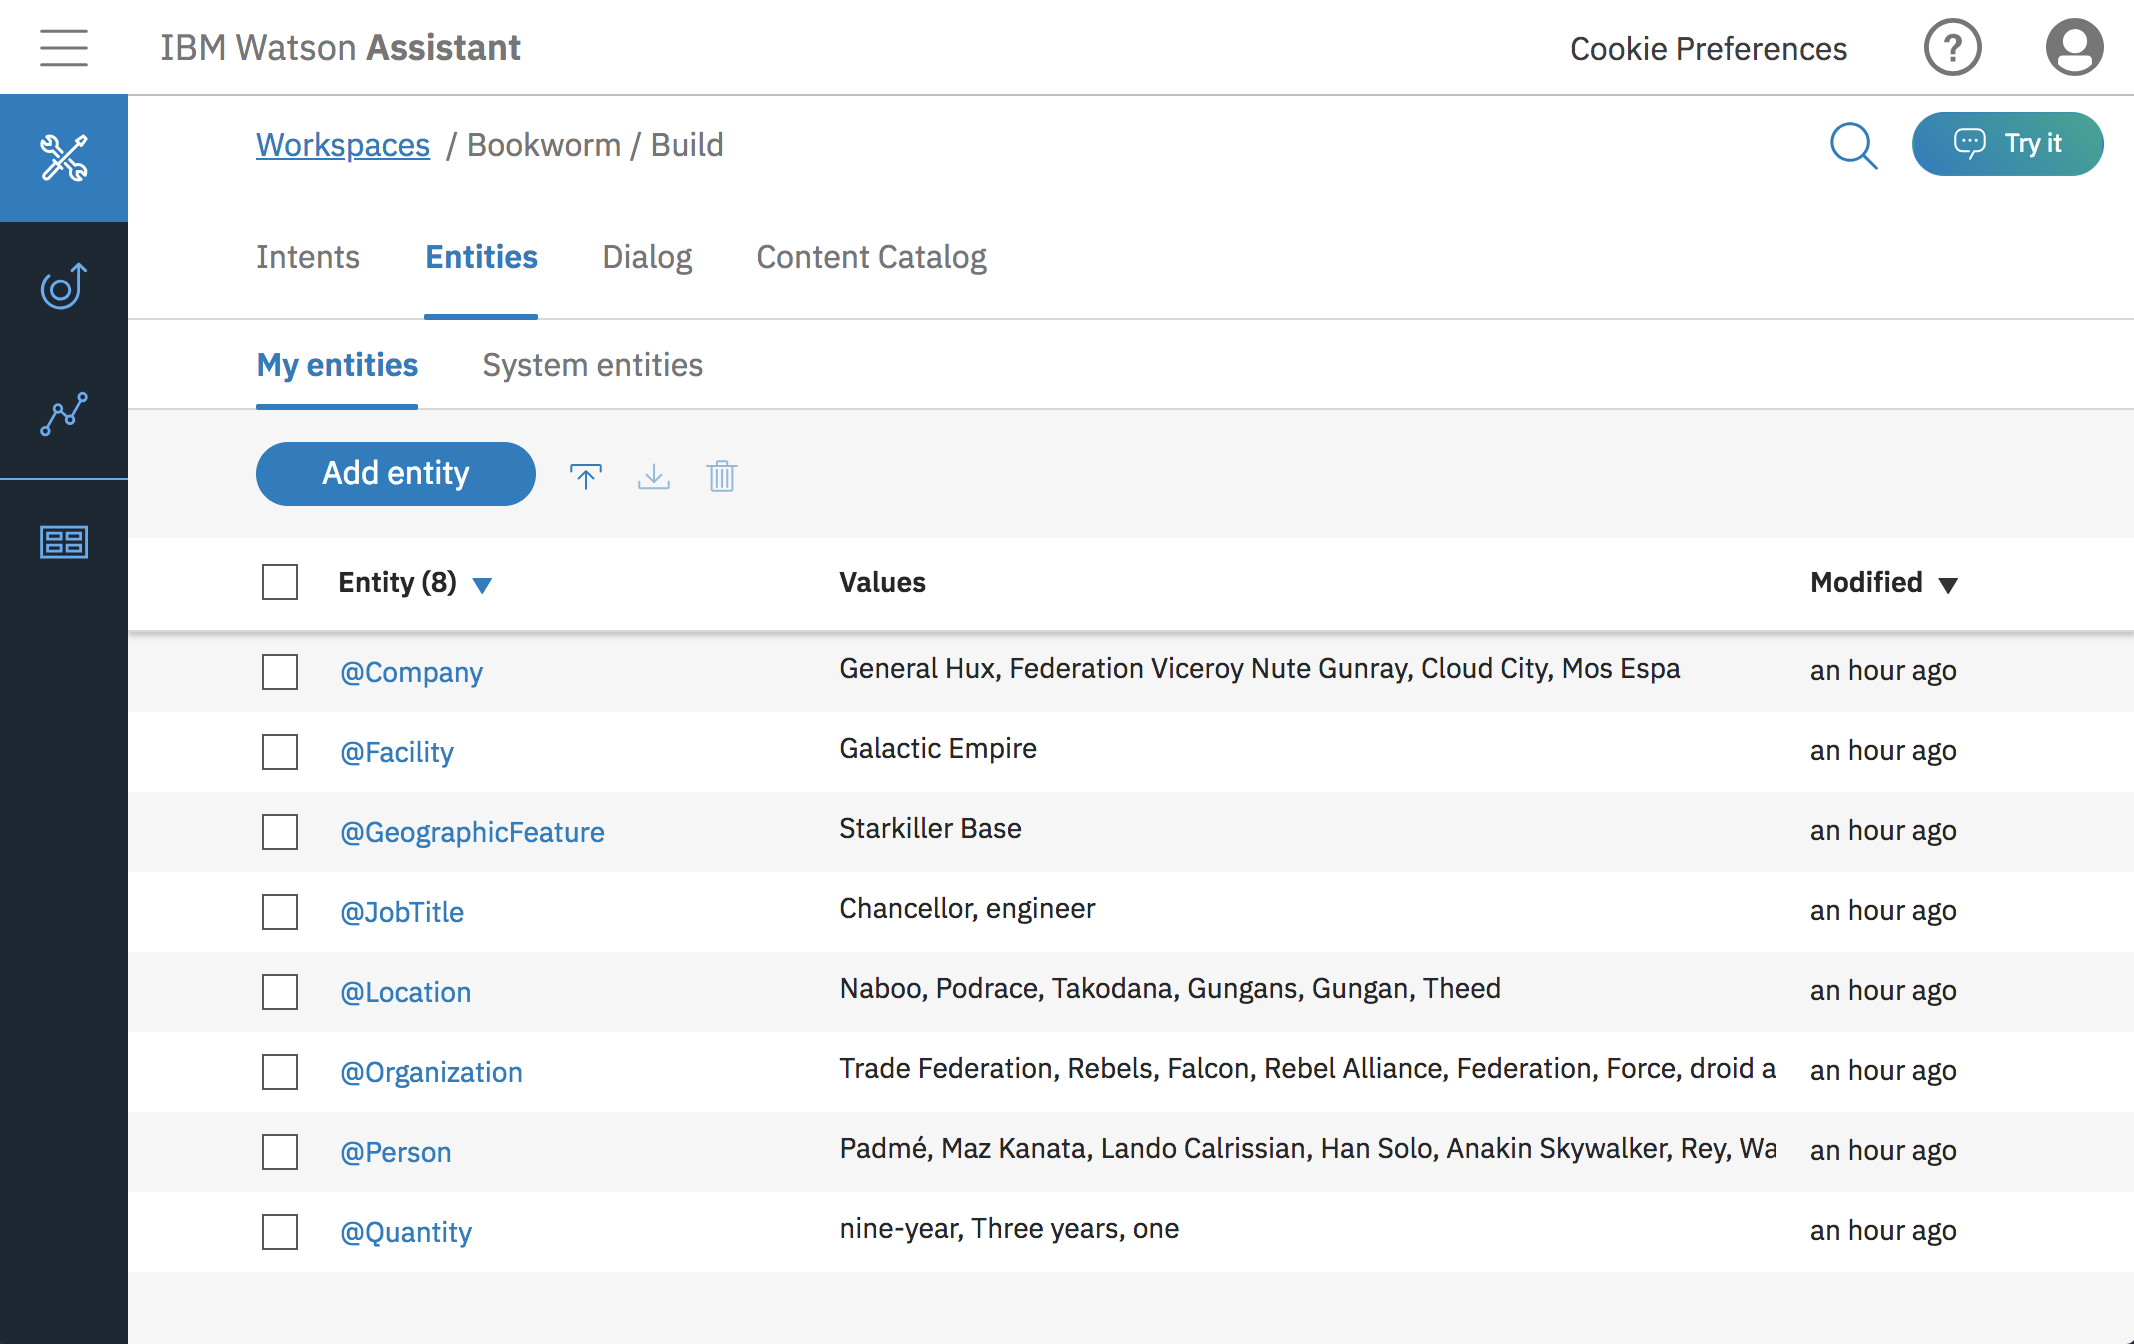 IBM Watson Assistant
Cookie Preferences
?
Workspaces / Bookworm / Build
Try it
Intents
Entities
Dialog
Content Catalog
My entities
System entities
Add entity
Entity (8)
Values
Modified
@Company
General Hux, Federation Viceroy Nute Gunray, Cloud City, Mos Espa
an hour ago
@Facility
Galactic Empire
an hour ago
@GeographicFeature
Starkiller Base
an hour ago
@JobTitle
Chancellor, engineer
an hour ago
@Location
Naboo, Podrace, Takodana, Gungans, Gungan, Theed
an hour ago
@Organization
Trade Federation, Rebels, Falcon, Rebel Alliance, Federation, Force, droid a
an hour ago
@Person
Padmé, Maz Kanata, Lando Calrissian, Han Solo, Anakin Skywalker, Rey, Wa
an hour ago
@Quantity
nine-year, Three years, one
an hour ago